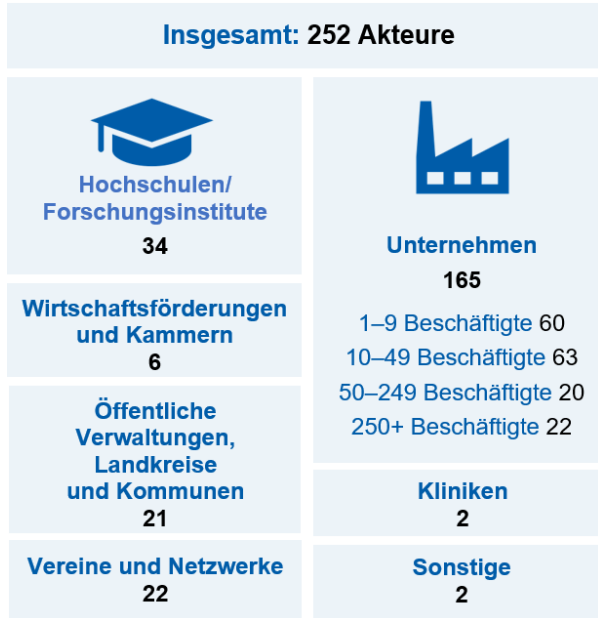 Insgesamt: 252 Akteure
Hochschulen/
Forschungsinstitute
34
Wirtschaftsförderungen
und Kammern
6
Öffentliche
Verwaltungen,
Landkreise
und Kommunen
21
Vereine und Netzwerke
22
Unternehmen
165
1–9 Beschäftigte 60
10–49 Beschäftigte 63
50–249 Beschäftigte 20
250+ Beschäftigte 22
Kliniken
2
Sonstige
2